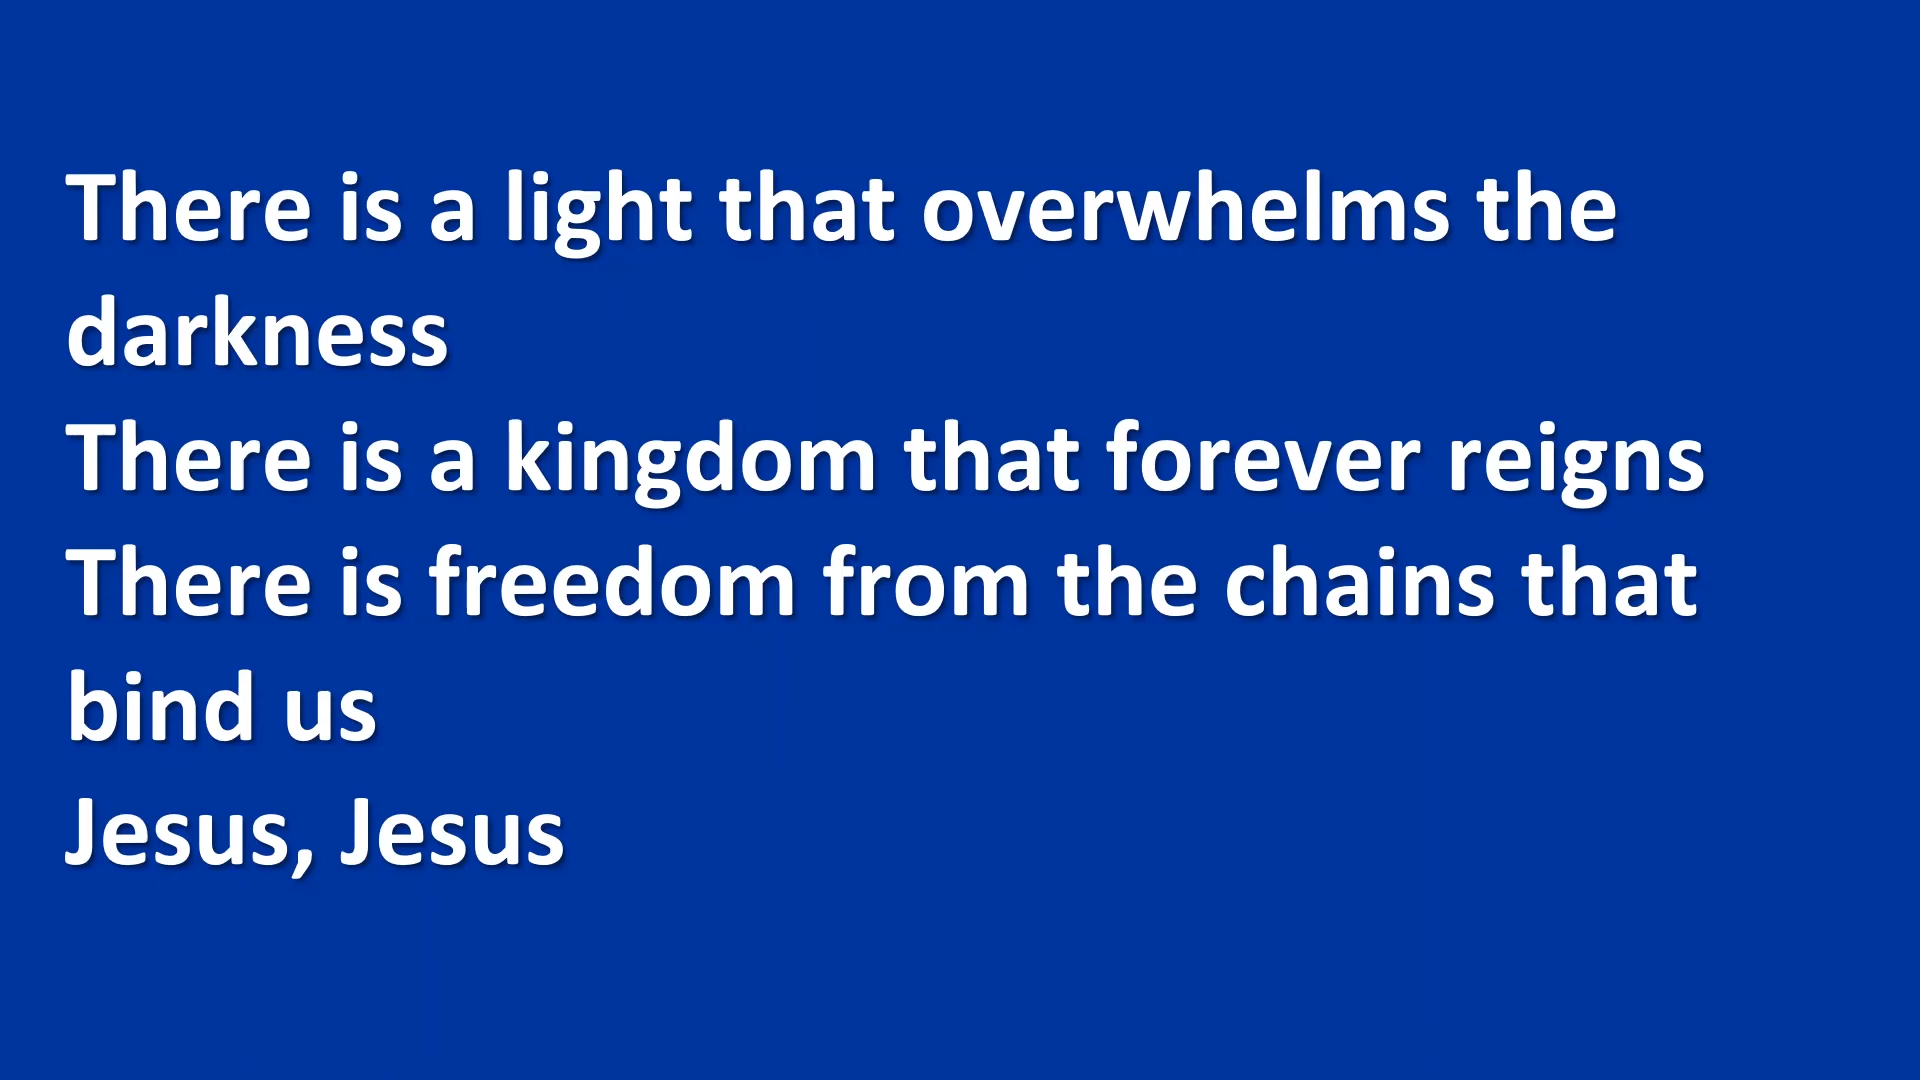 There is a light that overwhelms the
darkness
There is a kingdom that forever reigns
There is freedom from the chains that
bind us
Jesus, Jesus